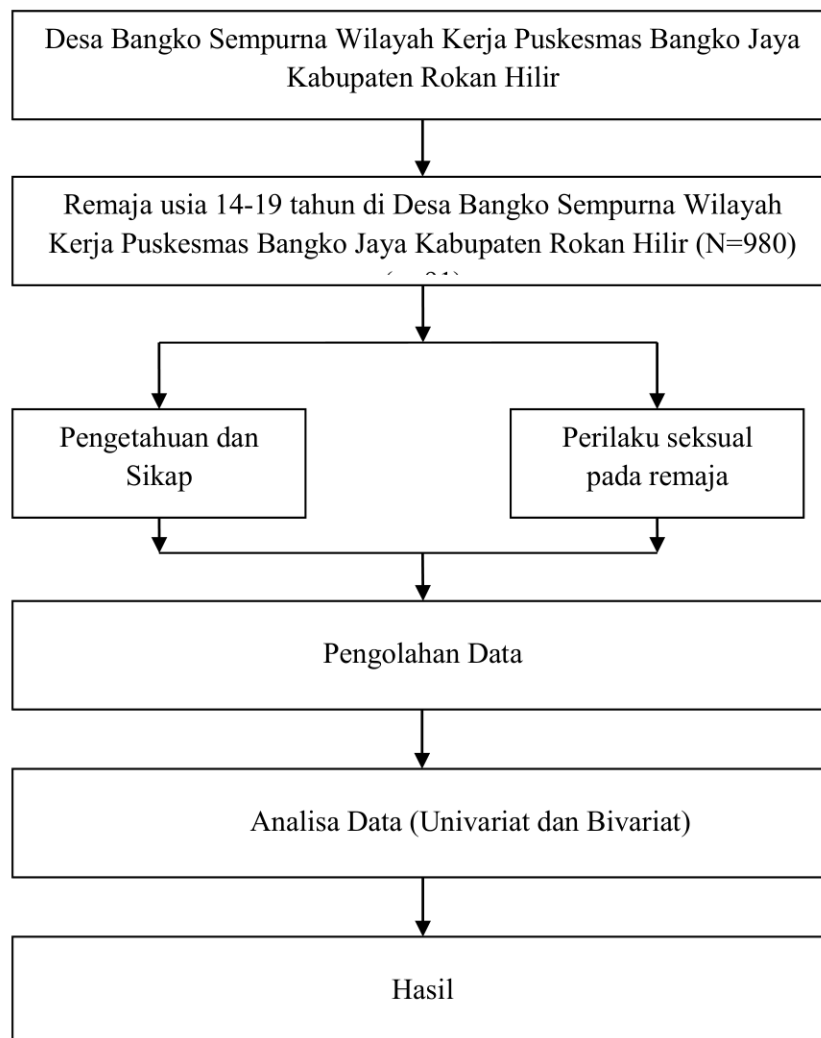 Desa Bangko Sempurna Wilayah Kerja Puskesmas Bangko Jaya
Kabupaten Rokan Hilir
Remaja usia 14-19 tahun di Desa Bangko Sempurna Wilayah
Kerja Puskesmas Bangko Jaya Kabupaten Rokan Hilir (N=980)
Pengetahuan dan
Sikap
Perilaku seksual
pada remaja
Pengolahan Data
Analisa Data (Univariat dan Bivariat)
Hasil